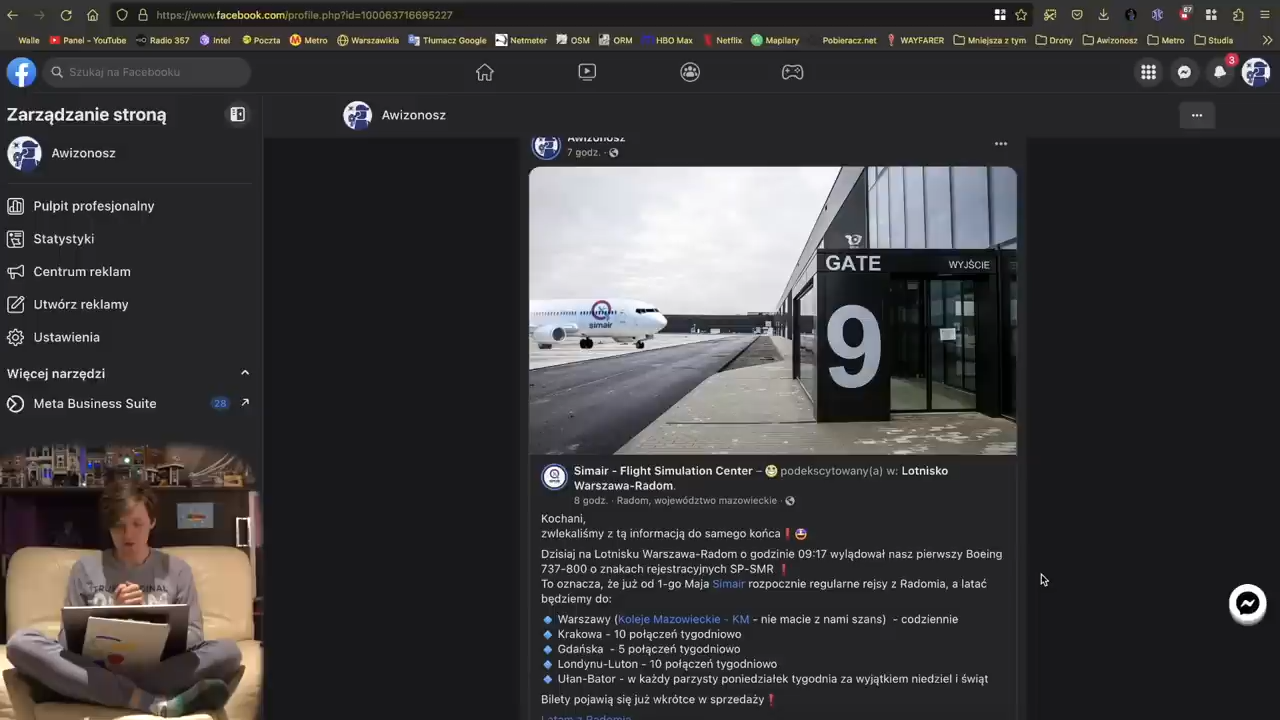 https://www.facebook.com/profile.php?id=100063716695227
67
Walle Panel - YouTube Radio 357 Intel Poczta Metro Warszawikia Tłumacz Google Netmeter OSM ORM HBO Max Netflix Mapilary Pobieracz.net WAYFARER Mniejsza z tym Drony Awizonosz Metro Studia
Szukaj na Facebooku
3
Zarządzanie stroną
Awizonosz
Awizonosz
Pulpit profesjonalny
Statystyki
Centrum reklam
Utwórz reklamy
Ustawienia
Więcej narzędzi
Meta Business Suite 28
Awizonosz
7 godz.
GATE WYJŚCIE
9
simair
Simair - Flight Simulation Center – podekscytowany(a) w: Lotnisko
Warszawa-Radom.
8 godz. · Radom, województwo mazowieckie ·
Kochani,
zwlekaliśmy z tą informacją do samego końca❗
Dzisiaj na Lotnisku Warszawa-Radom o godzinie 09:17 wylądował nasz pierwszy Boeing
737-800 o znakach rejestracyjnych SP-SMR ❗
To oznacza, że już od 1-go Maja Simair rozpocznie regularne rejsy z Radomia, a latać
będziemy do:
🔹 Warszawy (Koleje Mazowieckie - KM - nie macie z nami szans) - codziennie
🔹 Krakowa - 10 połączeń tygodniowo
🔹 Gdańska - 5 połączeń tygodniowo
🔹 Londynu-Luton - 10 połączeń tygodniowo
🔹 Ułan-Bator - w każdy parzysty poniedziałek tygodnia za wyjątkiem niedziel i świąt
Bilety pojawią się już wkrótce w sprzedaży❗
Latam z Radomia